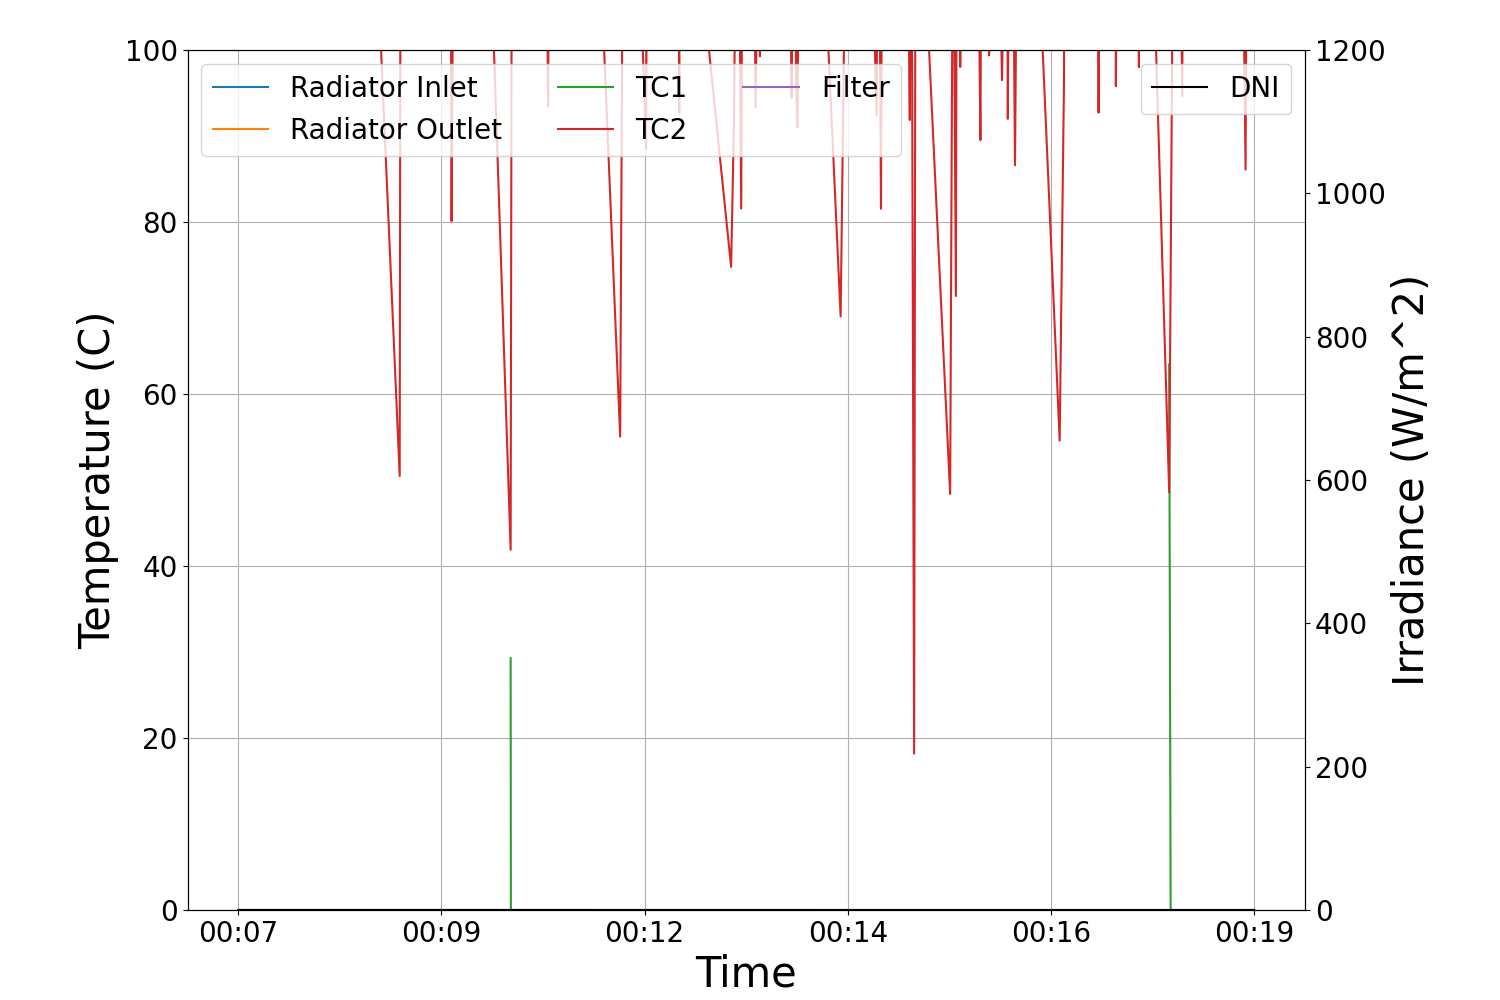 100
1200
Radiator Inlet
TC1
Filter
DNI
Radiator Outlet
TC2
1000
80
800
60
600
40
400
20
200
0
0
Temperature (C)
Irradiance (W/m^2)
00:07
00:09
00:12
00:14
00:16
00:19
Time